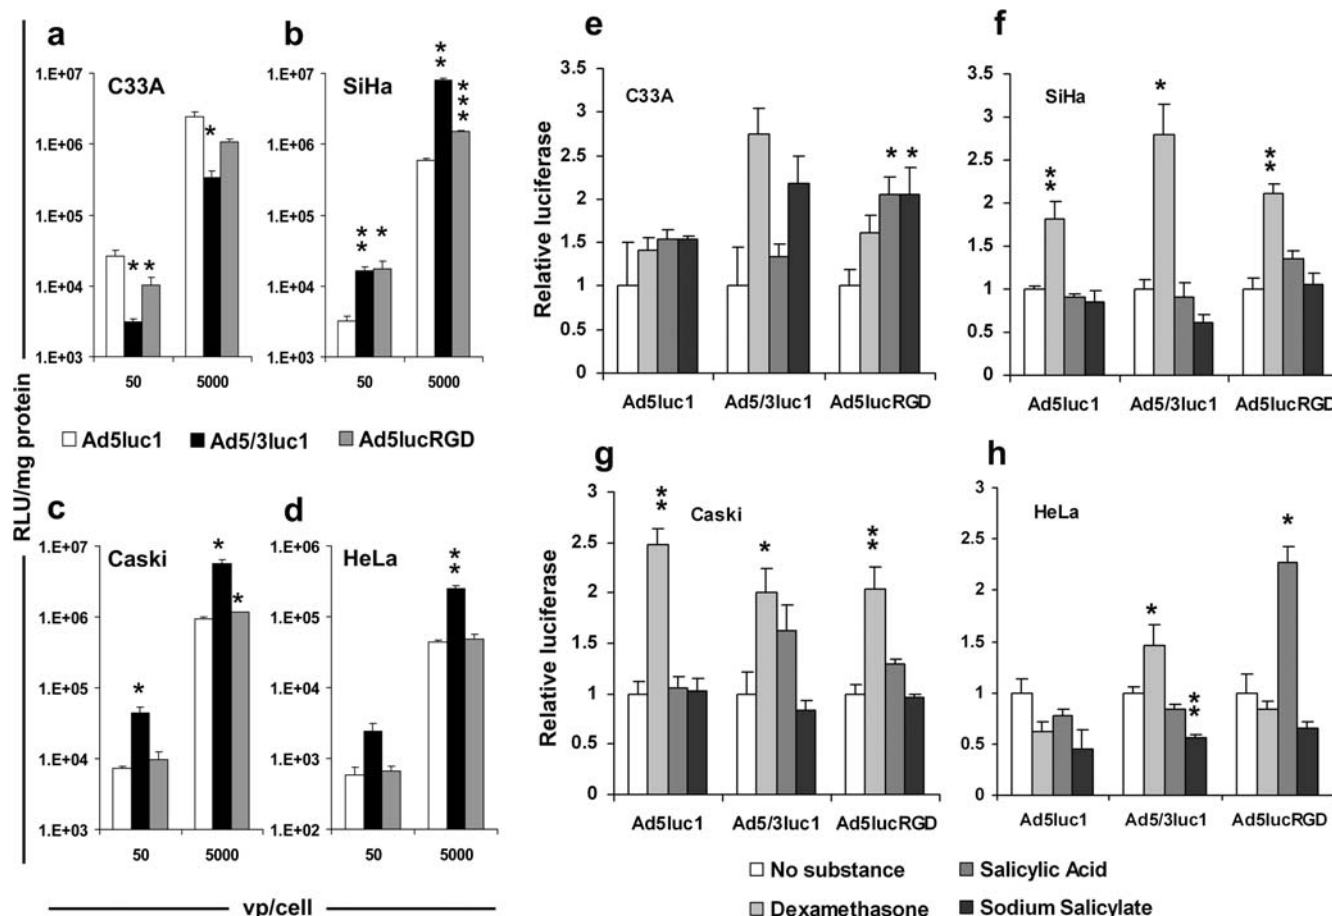 a
C33A
1.E+07
1.E+06
1.E+05
1.E+04
1.E+03
*
* *
50
5000
b
SiHa
1.E+07
1.E+06
1.E+05
1.E+04
1.E+03
**
***
**
*
50
5000
Ad5luc1
Ad5/3luc1
Ad5lucRGD
RLU/mg protein
c
Caski
1.E+07
1.E+06
1.E+05
1.E+04
1.E+03
*
*
*
50
5000
d
HeLa
1.E+06
1.E+05
1.E+04
1.E+03
1.E+02
**
50
5000
vp/cell
e
C33A
Relative luciferase
3.5
3
2.5
2
1.5
1
0.5
0
* *
Ad5luc1
Ad5/3luc1
Ad5lucRGD
f
SiHa
3.5
3
2.5
2
1.5
1
0.5
0
**
*
**
Ad5luc1
Ad5/3luc1
Ad5lucRGD
g
Caski
Relative luciferase
3
2.5
2
1.5
1
0.5
0
**
*
**
Ad5luc1
Ad5/3luc1
Ad5lucRGD
h
HeLa
3
2.5
2
1.5
1
0.5
0
*
**
*
Ad5luc1
Ad5/3luc1
Ad5lucRGD
No substance
Salicylic Acid
Dexamethasone
Sodium Salicylate